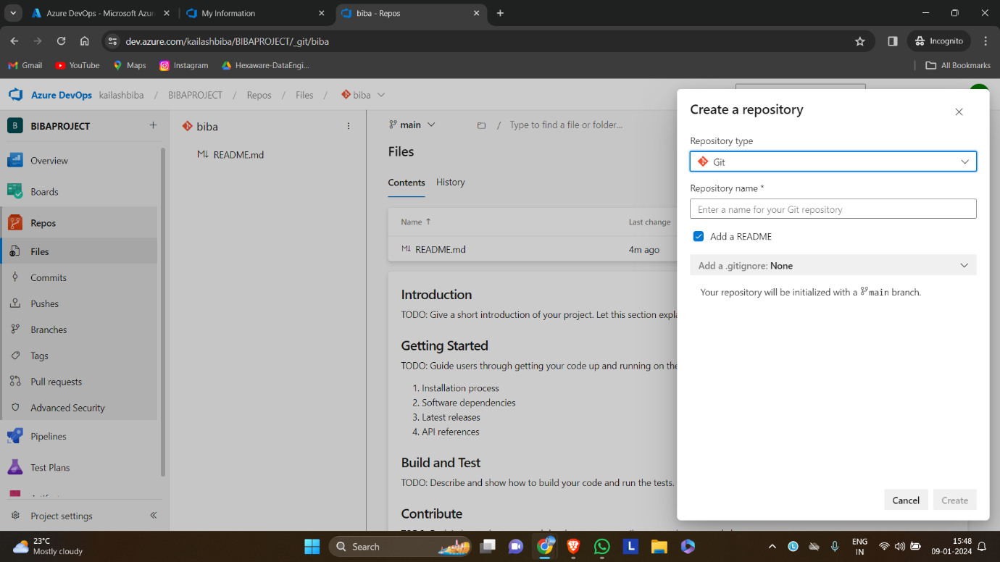 Azure DevOps - Microsoft Azur
My Information
biba - Repos
dev.azure.com/kailashbiba/BIBAPROJECT/_git/biba
Incognito
Gmail
YouTube
Maps
Instagram
Hexaware-DataEngi...
All Bookmarks
Azure DevOps kailashbiba / BIBAPROJECT / Repos / Files / biba
B BIBAPROJECT
Overview
Boards
Repos
Files
Commits
Pushes
Branches
Tags
Pull requests
Advanced Security
Pipelines
Test Plans
Project settings
biba
README.md
main / Type to find a file or folder...
Files
Contents History
Name Last change
README.md 4m ago
Introduction
TODO: Give a short introduction of your project. Let this section expla
Getting Started
TODO: Guide users through getting your code up and running on the
1. Installation process
2. Software dependencies
3. Latest releases
4. API references
Build and Test
TODO: Describe and show how to build your code and run the tests.
Contribute
Create a repository
Repository type
Git
Repository name *
Enter a name for your Git repository
Add a README
Add a .gitignore: None
Your repository will be initialized with a main branch.
Cancel Create
23°C
Mostly cloudy
Search
L
ENG
IN
15:48
09-01-2024